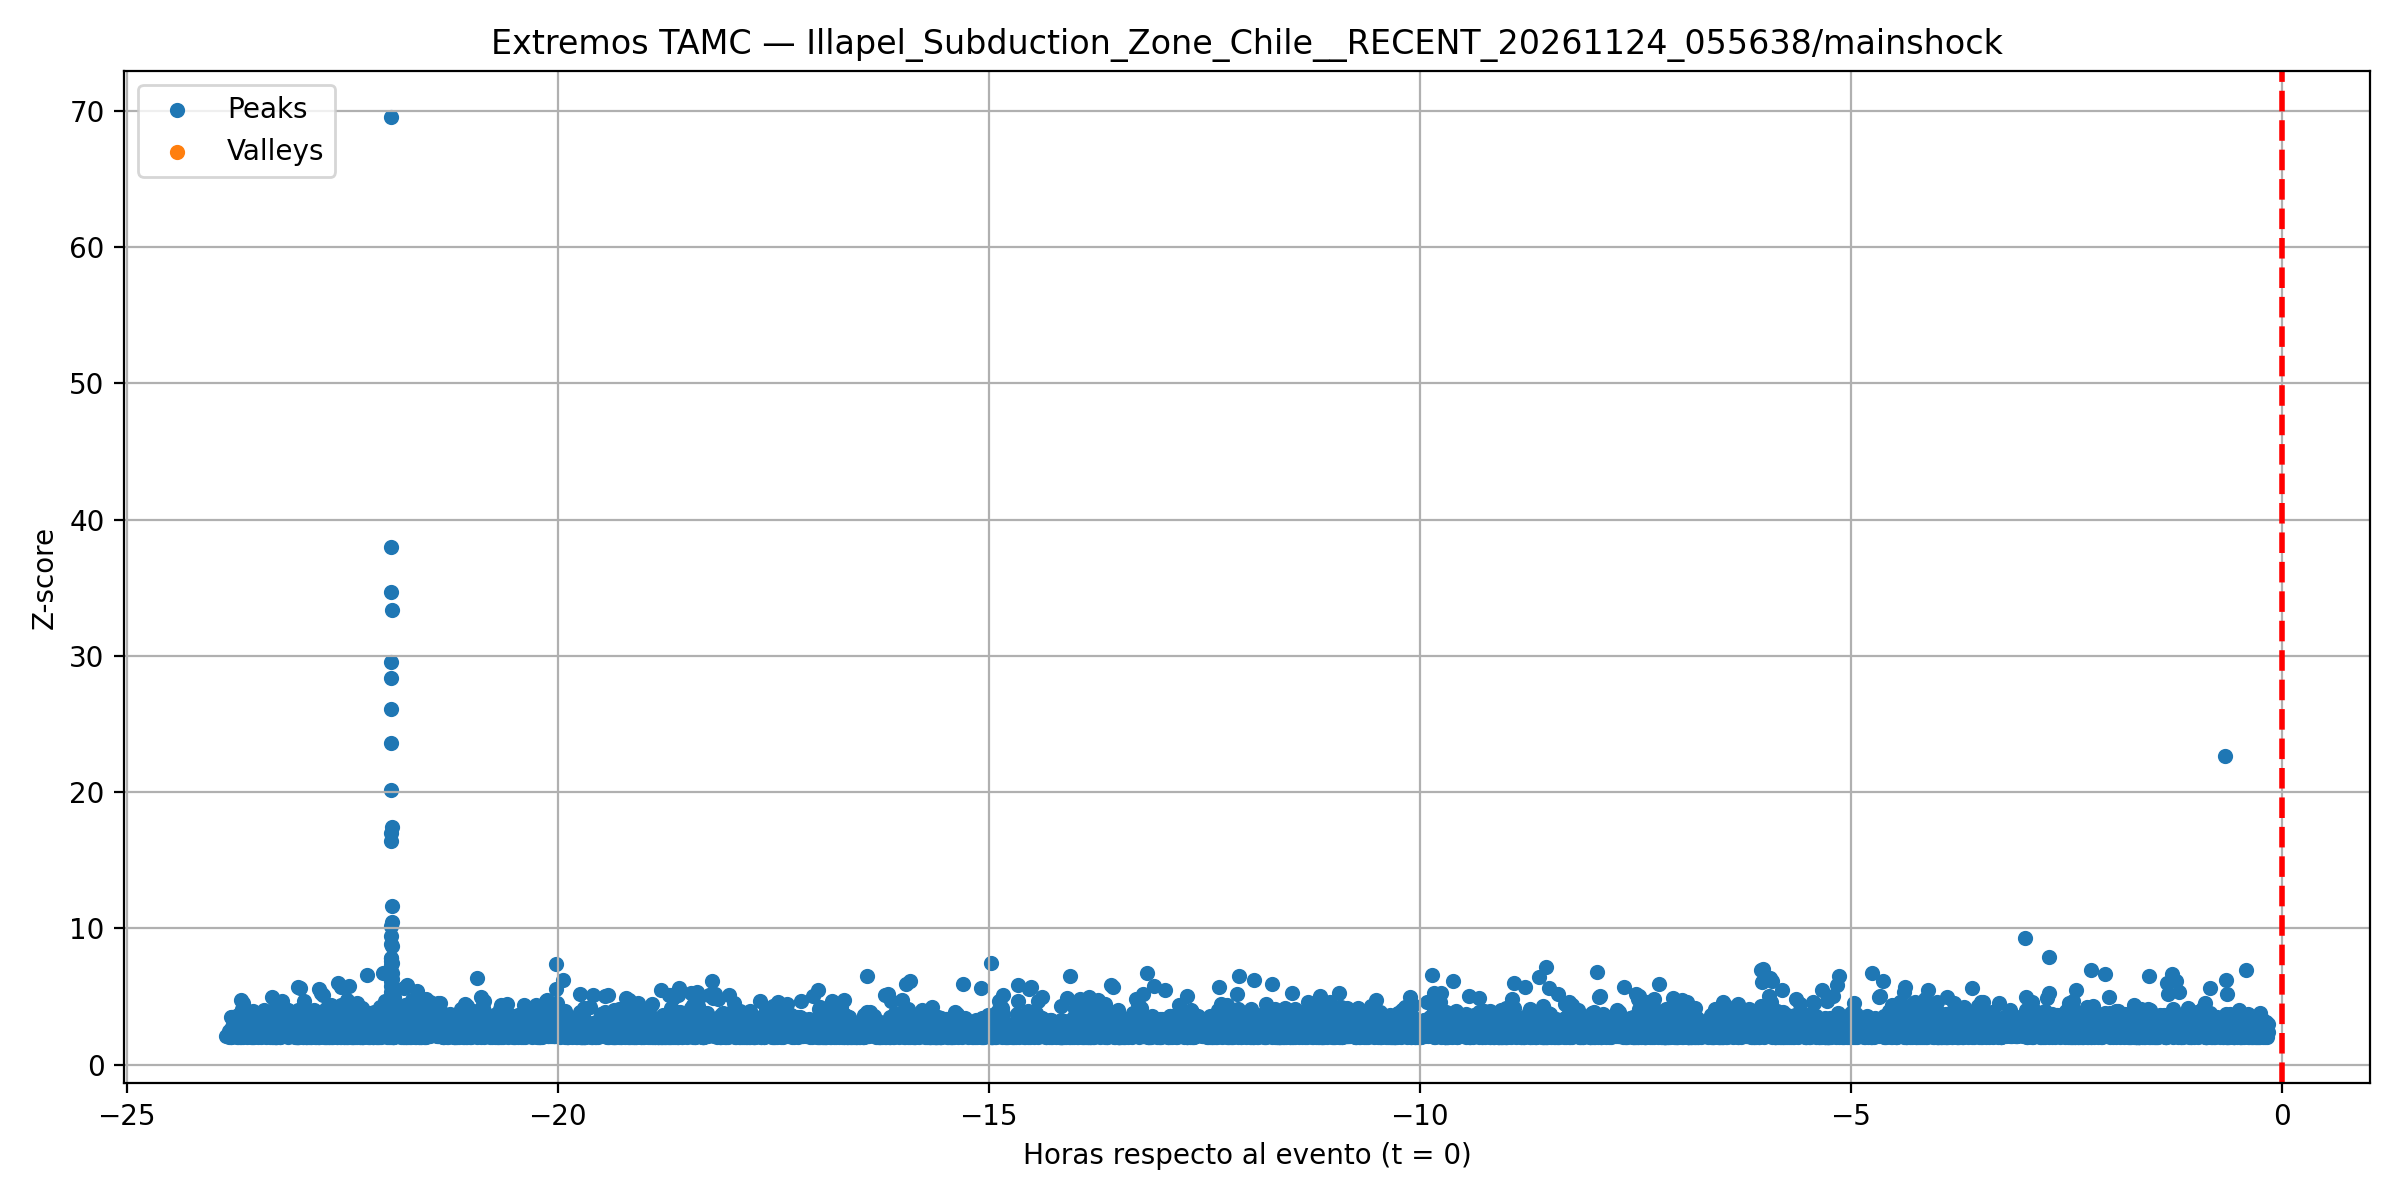 Extremos TAMC — Illapel_Subduction_Zone_Chile__RECENT_20261124_055638/mainshock
Peaks
Valleys
Z-score
70
60
50
40
30
20
10
0
−25
−20
−15
−10
−5
0
Horas respecto al evento (t = 0)